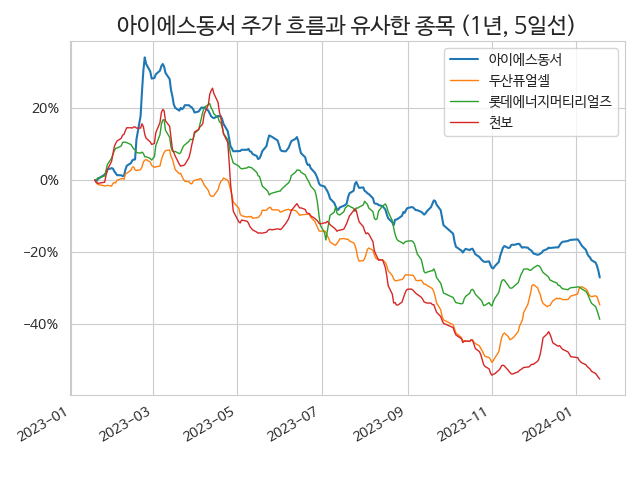 아이에스동서 주가 흐름과 유사한 종목 (1년, 5일선)
아이에스동서
두산퓨얼셀
롯데에너지머티리얼즈
천보
20%
0%
−20%
−40%
2023-01
2023-03
2023-05
2023-07
2023-09
2023-11
2024-01